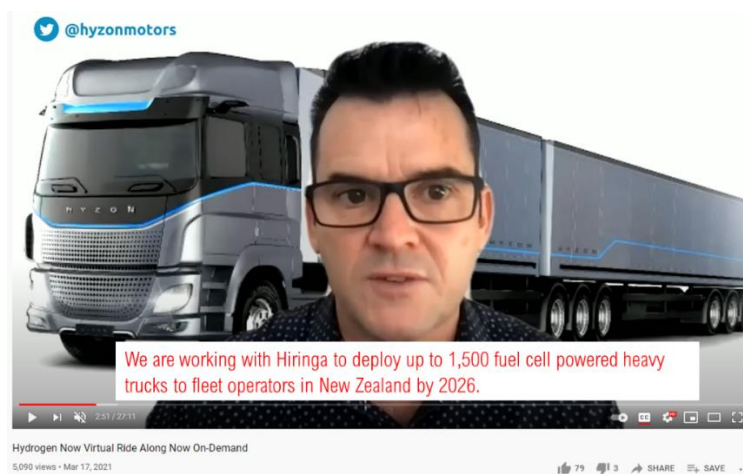 @hyzonmotors
HYZON
We are working with Hiringa to deploy up to 1,500 fuel cell powered heavy
trucks to fleet operators in New Zealand by 2026.
2:51 / 27:11
CC
Hydrogen Now Virtual Ride Along Now On-Demand
5,090 views • Mar 17, 2021
79
3
SHARE
SAVE